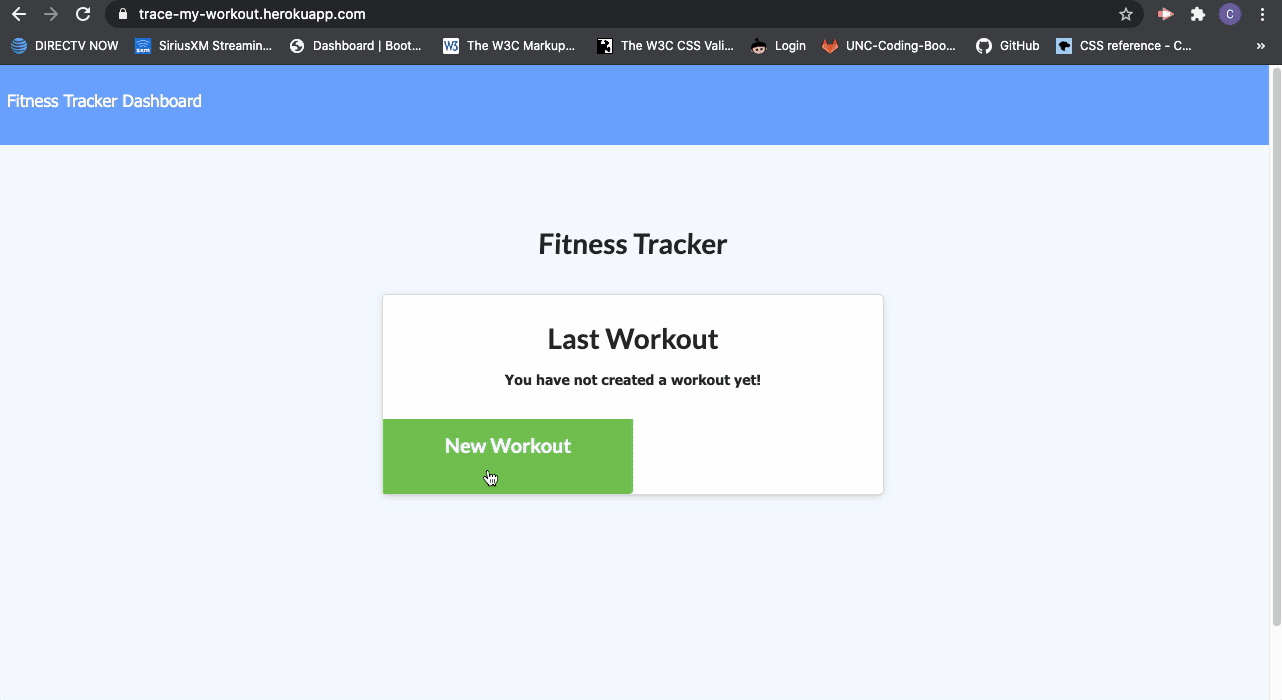 trace-my-workout.herokuapp.com
C
DIRECTV NOW
SiriusXM Streamin...
Dashboard | Boot...
W3 The W3C Markup...
The W3C CSS Vali...
Login
UNC-Coding-Boo...
GitHub
CSS reference - C...
»
Fitness Tracker Dashboard
Fitness Tracker
Last Workout
You have not created a workout yet!
New Workout